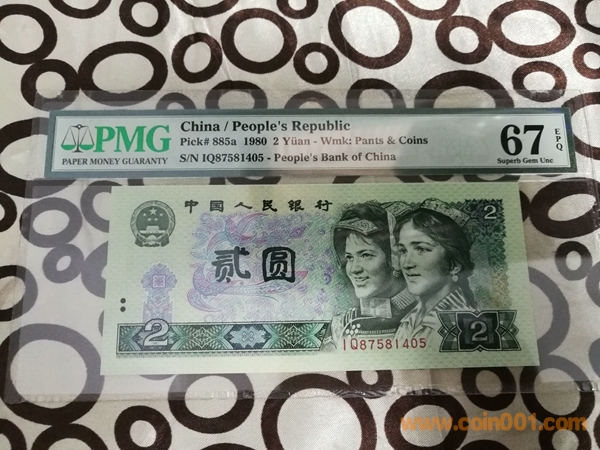 PMG
PAPER MONEY GUARANTY
China / People's Republic
Pick# 885a 1980 2 Yüan - Wmk: Pants & Coins
S/N IQ87581405 - People's Bank of China
67 EPQ
Superb Gem Unc
中国人民银行
2
贰圆
2
2
IQ87581405
www.coin001.com